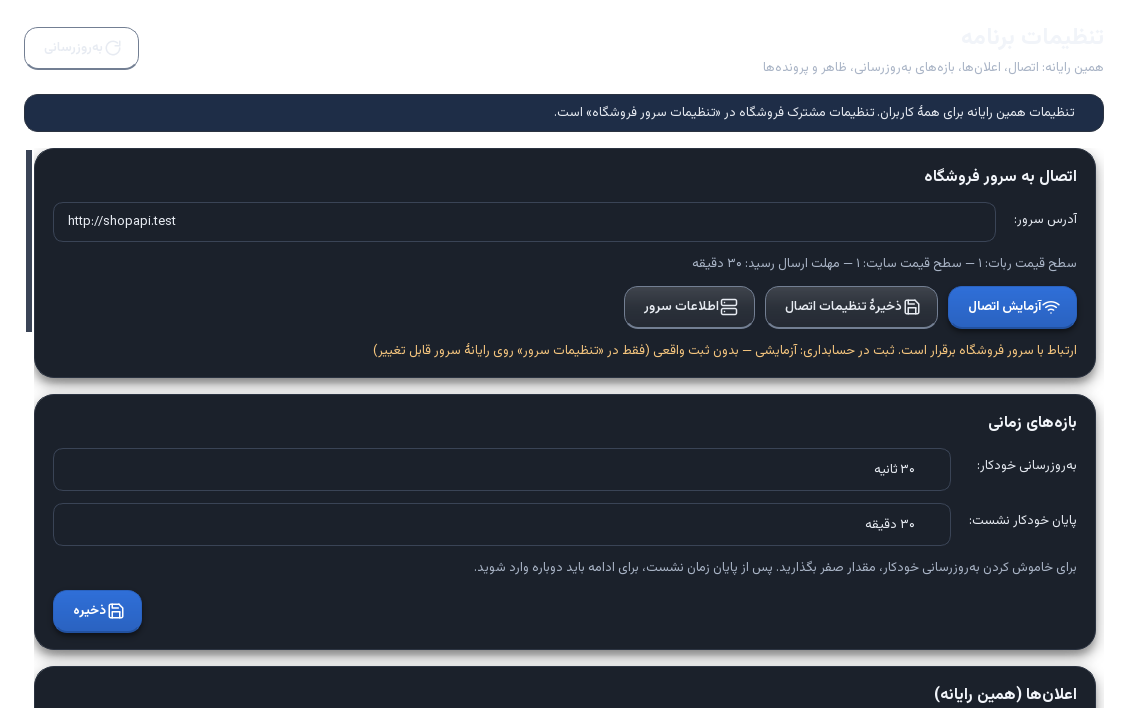 تنظیمات برنامه
به‌روزرسانی
همین رایانه: اتصال، اعلان‌ها، بازه‌های به‌روزرسانی، ظاهر و پرونده‌ها
تنظیمات همین رایانه برای همهٔ کاربران. تنظیمات مشترک فروشگاه در «تنظیمات سرور فروشگاه» است.
اتصال به سرور فروشگاه
آدرس سرور:
http://shopapi.test
سطح قیمت ربات: ۱ — سطح قیمت سایت: ۱ — مهلت ارسال رسید: ۳۰ دقیقه
آزمایش اتصال
ذخیرهٔ تنظیمات اتصال
اطلاعات سرور
ارتباط با سرور فروشگاه برقرار است. ثبت در حسابداری: آزمایشی — بدون ثبت واقعی (فقط در «تنظیمات سرور» روی رایانهٔ سرور قابل تغییر)
بازه‌های زمانی
به‌روزرسانی خودکار:
۳۰ ثانیه
پایان خودکار نشست:
۳۰ دقیقه
برای خاموش کردن به‌روزرسانی خودکار، مقدار صفر بگذارید. پس از پایان زمان نشست، برای ادامه باید دوباره وارد شوید.
ذخیره
اعلان‌ها (همین رایانه)